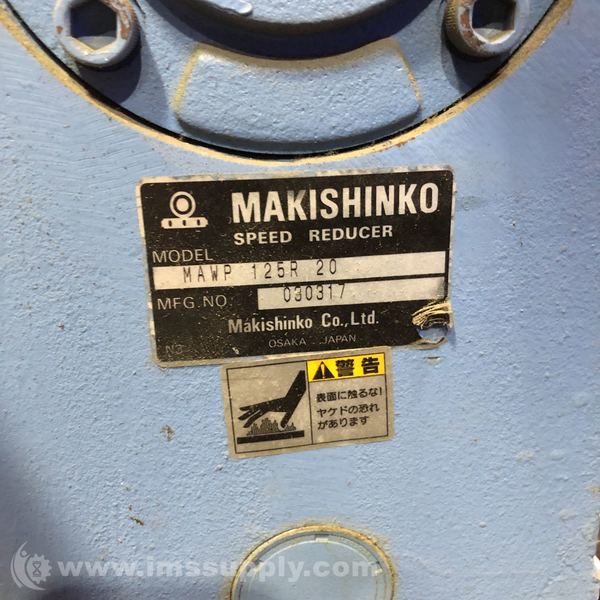 MAKISHINKO
SPEED REDUCER
MODEL
MAWP 125R 20
MFG.NO. 030317
Makishinko Co.,Ltd.
NO
OSAKA JAPAN
警告
表面に触るな!
ヤケドの恐れ
があります
www.imssupply.com